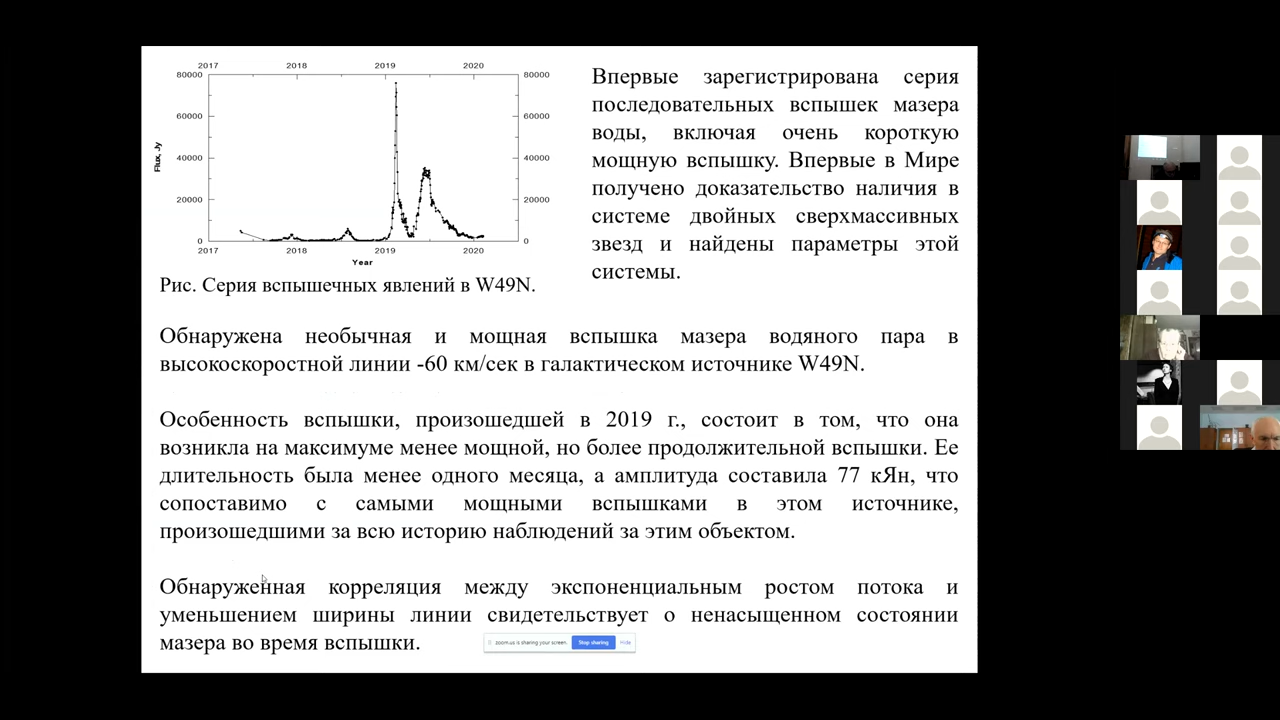 2017 2018 2019 2020
80000 80000
60000 60000
40000 40000
20000 20000
0 0
2017 2018 2019 2020
Flux, Jy
Year
Рис. Серия вспышечных явлений в W49N.
Впервые зарегистрирована серия
последовательных вспышек мазера
воды, включая очень короткую
мощную вспышку. Впервые в Мире
получено доказательство наличия в
системе двойных сверхмассивных
звезд и найдены параметры этой
системы.
Обнаружена необычная и мощная вспышка мазера водяного пара в
высокоскоростной линии -60 км/сек в галактическом источнике W49N.
Особенность вспышки, произошедшей в 2019 г., состоит в том, что она
возникла на максимуме менее мощной, но более продолжительной вспышки. Ее
длительность была менее одного месяца, а амплитуда составила 77 кЯн, что
сопоставимо с самыми мощными вспышками в этом источнике,
произошедшими за всю историю наблюдений за этим объектом.
Обнаруженная корреляция между экспоненциальным ростом потока и
уменьшением ширины линии свидетельствует о ненасыщенном состоянии
мазера во время вспышки.
zoom.us is sharing your screen. Stop sharing Hide